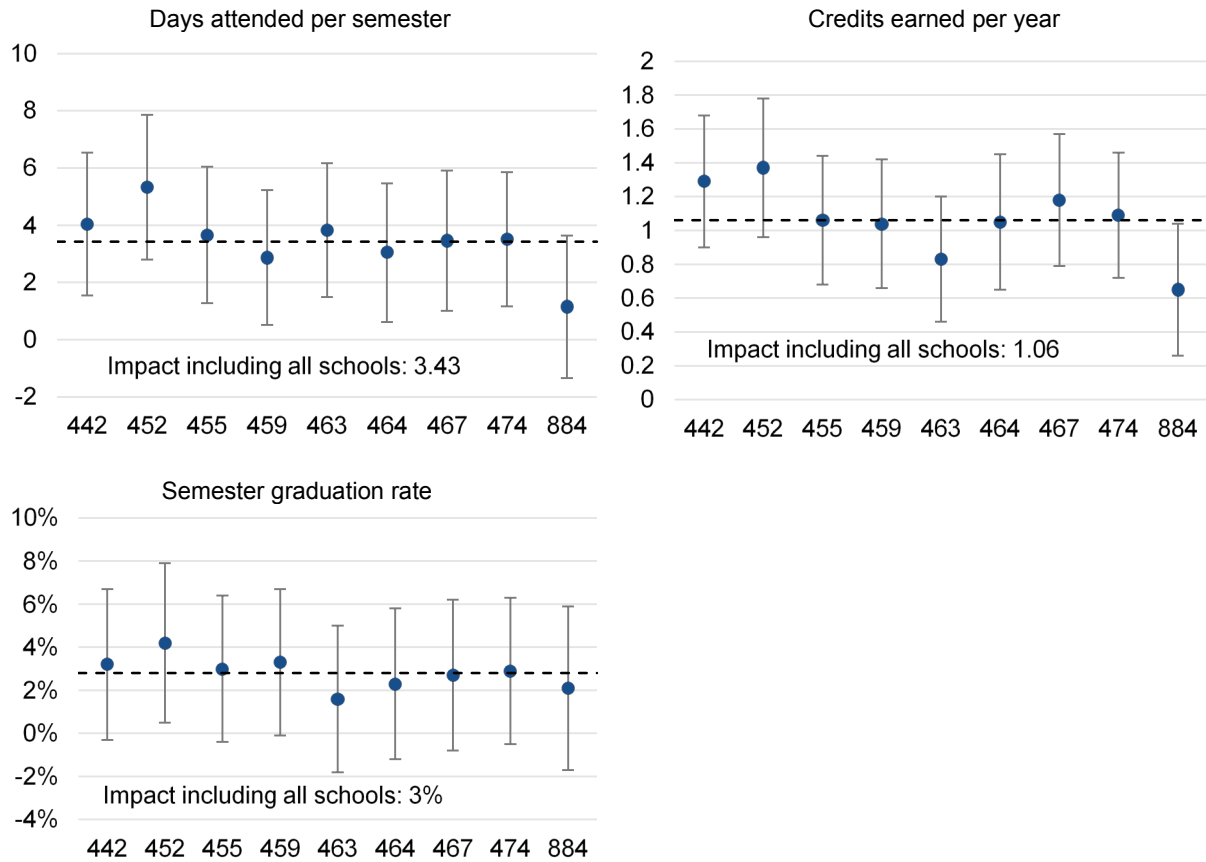 Days attended per semester
10
8
6
4
2
0
-2
Impact including all schools: 3.43
442 452 455 459 463 464 467 474 884
Credits earned per year
2
1.8
1.6
1.4
1.2
1
0.8
0.6
0.4
0.2
0
Impact including all schools: 1.06
442 452 455 459 463 464 467 474 884
Semester graduation rate
10%
8%
6%
4%
2%
0%
-2%
-4%
Impact including all schools: 3%
442 452 455 459 463 464 467 474 884